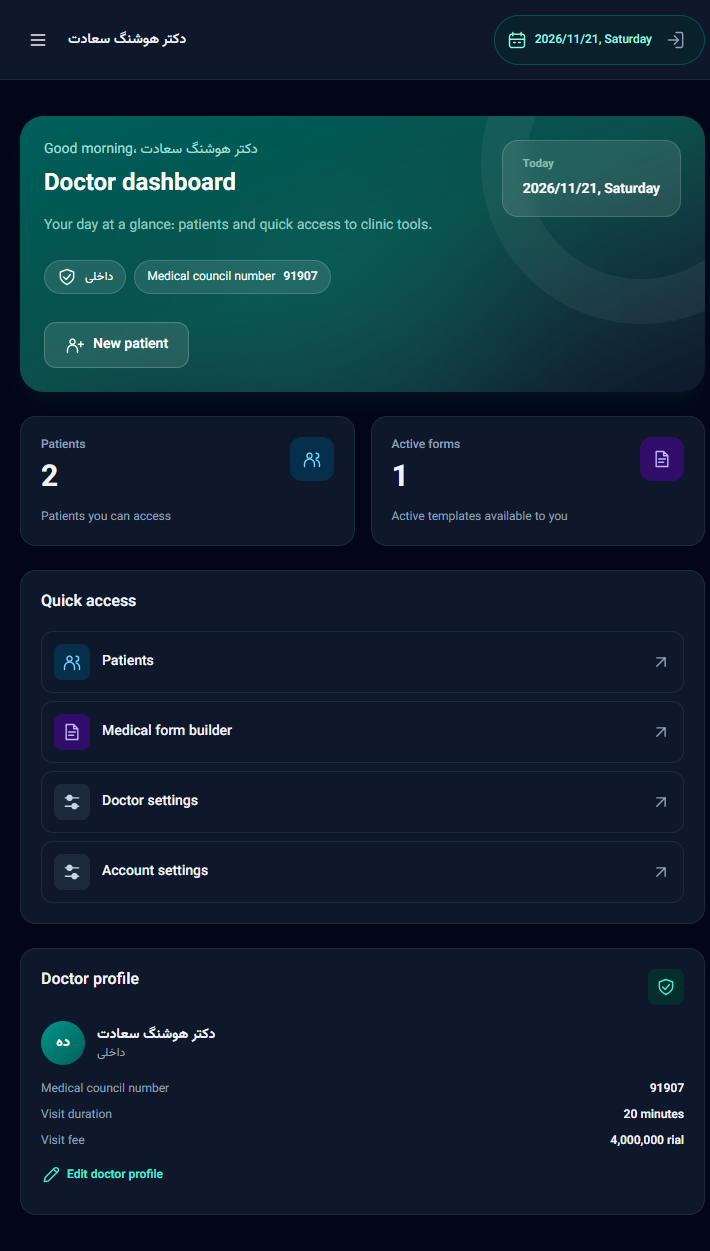 دکتر هوشنگ سعادت
2026/11/21, Saturday
Good morning، دکتر هوشنگ سعادت
Doctor dashboard
Your day at a glance: patients and quick access to clinic tools.
Today
2026/11/21, Saturday
داخلی
Medical council number 91907
New patient
Patients
2
Patients you can access
Active forms
1
Active templates available to you
Quick access
Patients
Medical form builder
Doctor settings
Account settings
Doctor profile
ده
دکتر هوشنگ سعادت
داخلی
Medical council number 91907
Visit duration 20 minutes
Visit fee 4,000,000 rial
Edit doctor profile